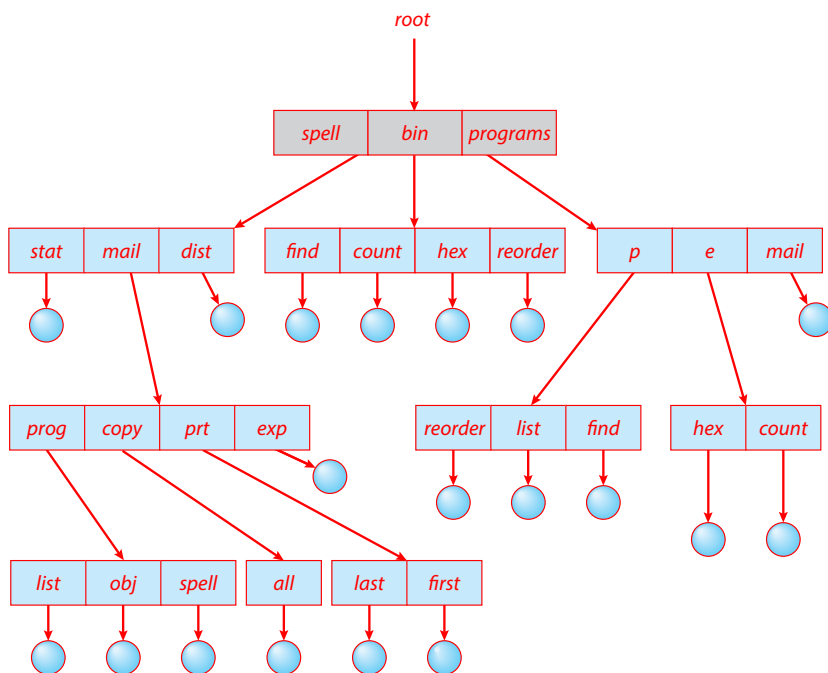 root
spell bin programs
stat mail dist find count hex reorder p e mail
prog copy prt exp reorder list find hex count
list obj spell all last first